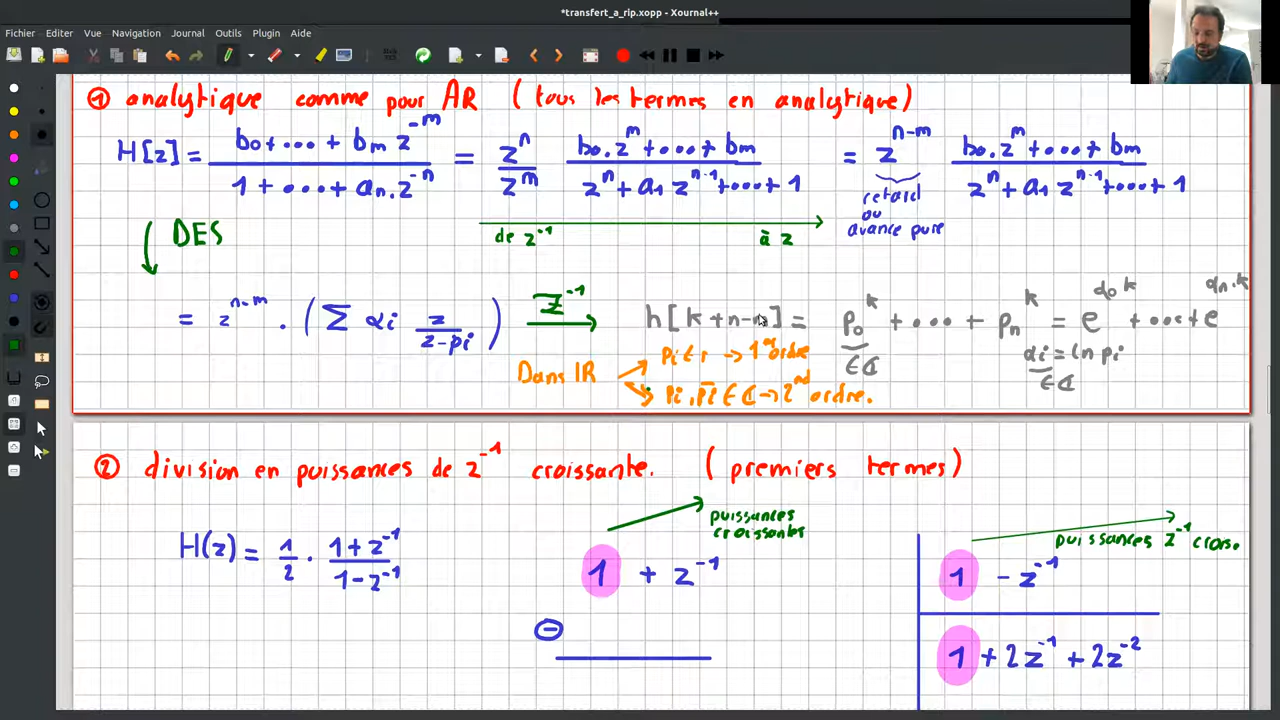 *transfert_a_rip.xopp - Xournal++
Fichier Editer Vue Navigation Journal Outils Plugin Aide
① analytique comme pour AR (tous les termes en analytique)
H[z] = (b0 + ... + bm z^-m) / (1 + ... + an.z^-n) = z^n / z^m (b0.z^m + ... + bm) / (z^n + a1 z^n-1 + ... + 1) = z^n-m (b0.z^m + ... + bm) / (z^n + a1 z^n-1 + ... + 1)
retard
ou
avance pure
DES
de z^-1 à z
= z^n-m . (Σ αi z / (z-pi)) Z^-1
h[k+n-m] = p0^k + ... + pn^k = e^α0 k + ... + e^αn.k
∈ ℂ
αi = ln pi
∈ ℂ
Dans IR
pi ∈ r → 1er ordre
pi, p̄i ∈ ℂ → 2nd ordre.
② division en puissances de z^-1 croissante. (premiers termes)
H(z) = 1/2 . (1+z^-1) / (1-z^-1)
puissances
croissantes
1 + z^-1
⊖
puissances z^-1 crois.
1 - z^-1
1 + 2z^-1 + 2z^-2